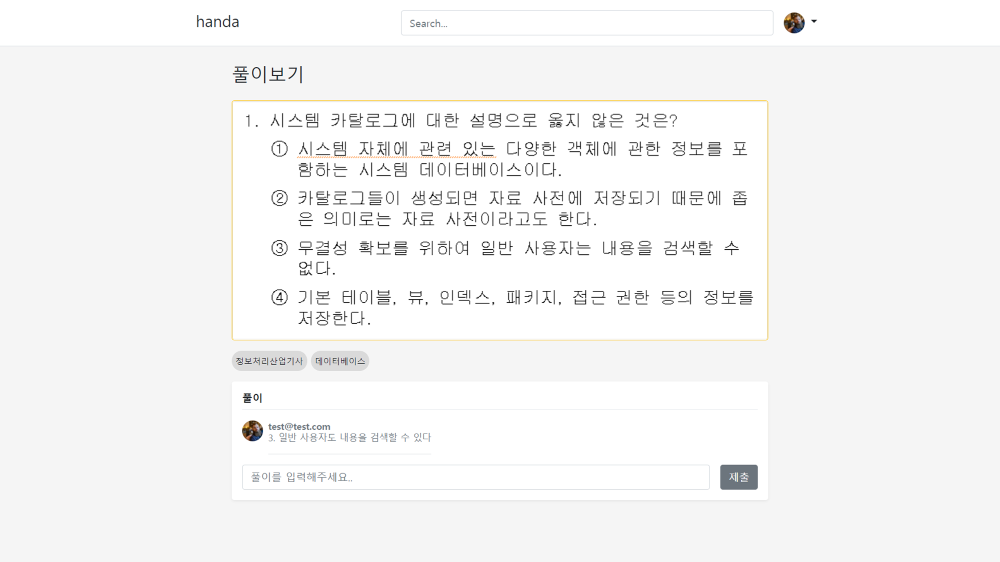 handa
Search...
풀이보기
1. 시스템 카탈로그에 대한 설명으로 옳지 않은 것은?
① 시스템 자체에 관련 있는 다양한 객체에 관한 정보를 포
함하는 시스템 데이터베이스이다.
② 카탈로그들이 생성되면 자료 사전에 저장되기 때문에 좁
은 의미로는 자료 사전이라고도 한다.
③ 무결성 확보를 위하여 일반 사용자는 내용을 검색할 수
없다.
④ 기본 테이블, 뷰, 인덱스, 패키지, 접근 권한 등의 정보를
저장한다.
정보처리산업기사 데이터베이스
풀이
test@test.com
3. 일반 사용자도 내용을 검색할 수 있다
풀이를 입력해주세요..
제출